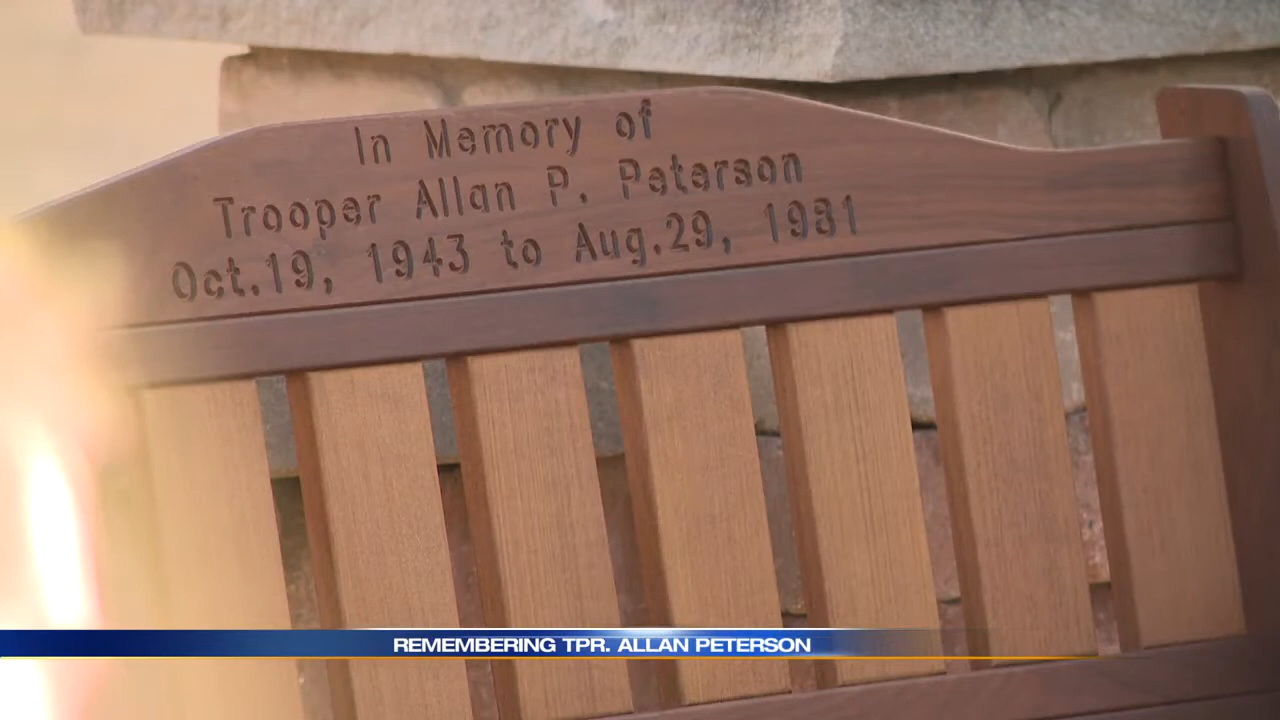 In Memory of
Trooper Allan P. Peterson
Oct.19, 1943 to Aug.29, 1981
REMEMBERING TPR. ALLAN PETERSON